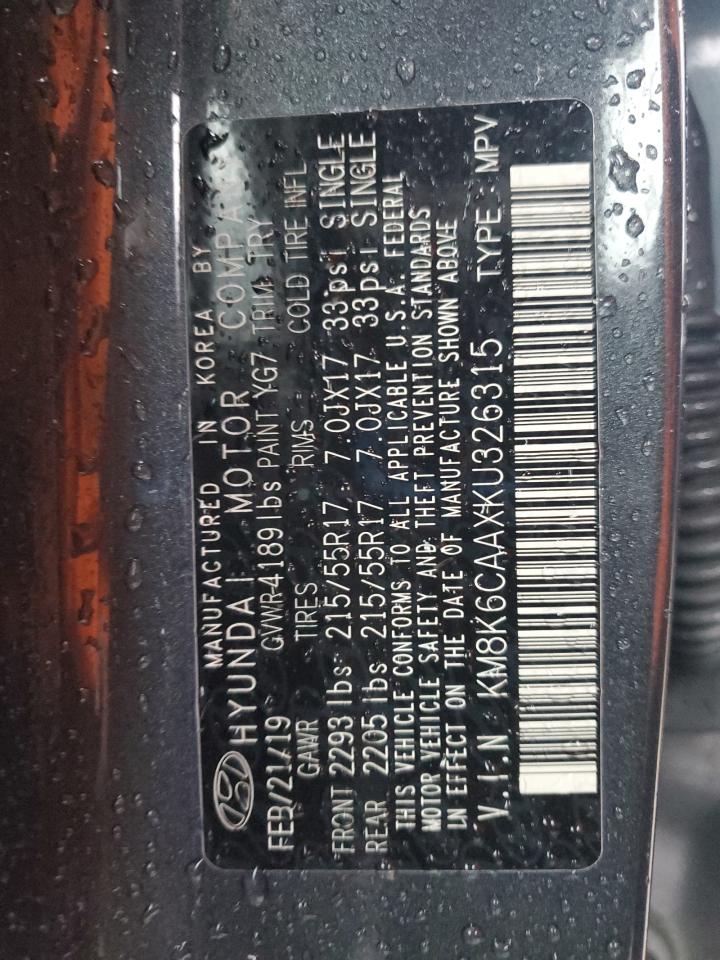 MANUFACTURED IN KOREA BY
HYUNDAI MOTOR COMPANY
FEB/21/19 GVWR 4189 lbs PAINT YG7 TRIM TRY
GAWR TIRES RIMS COLD TIRE INFL
FRONT 2293 lbs 215/55R17 7.0JX17 33psi SINGLE
REAR 2205 lbs 215/55R17 7.0JX17 33psi SINGLE
THIS VEHICLE CONFORMS TO ALL APPLICABLE U.S.A. FEDERAL
MOTOR VEHICLE SAFETY AND THEFT PREVENTION STANDARDS
IN EFFECT ON THE DATE OF MANUFACTURE SHOWN ABOVE
V.I.N KM8K6CAAXKU326315 TYPE : MPV